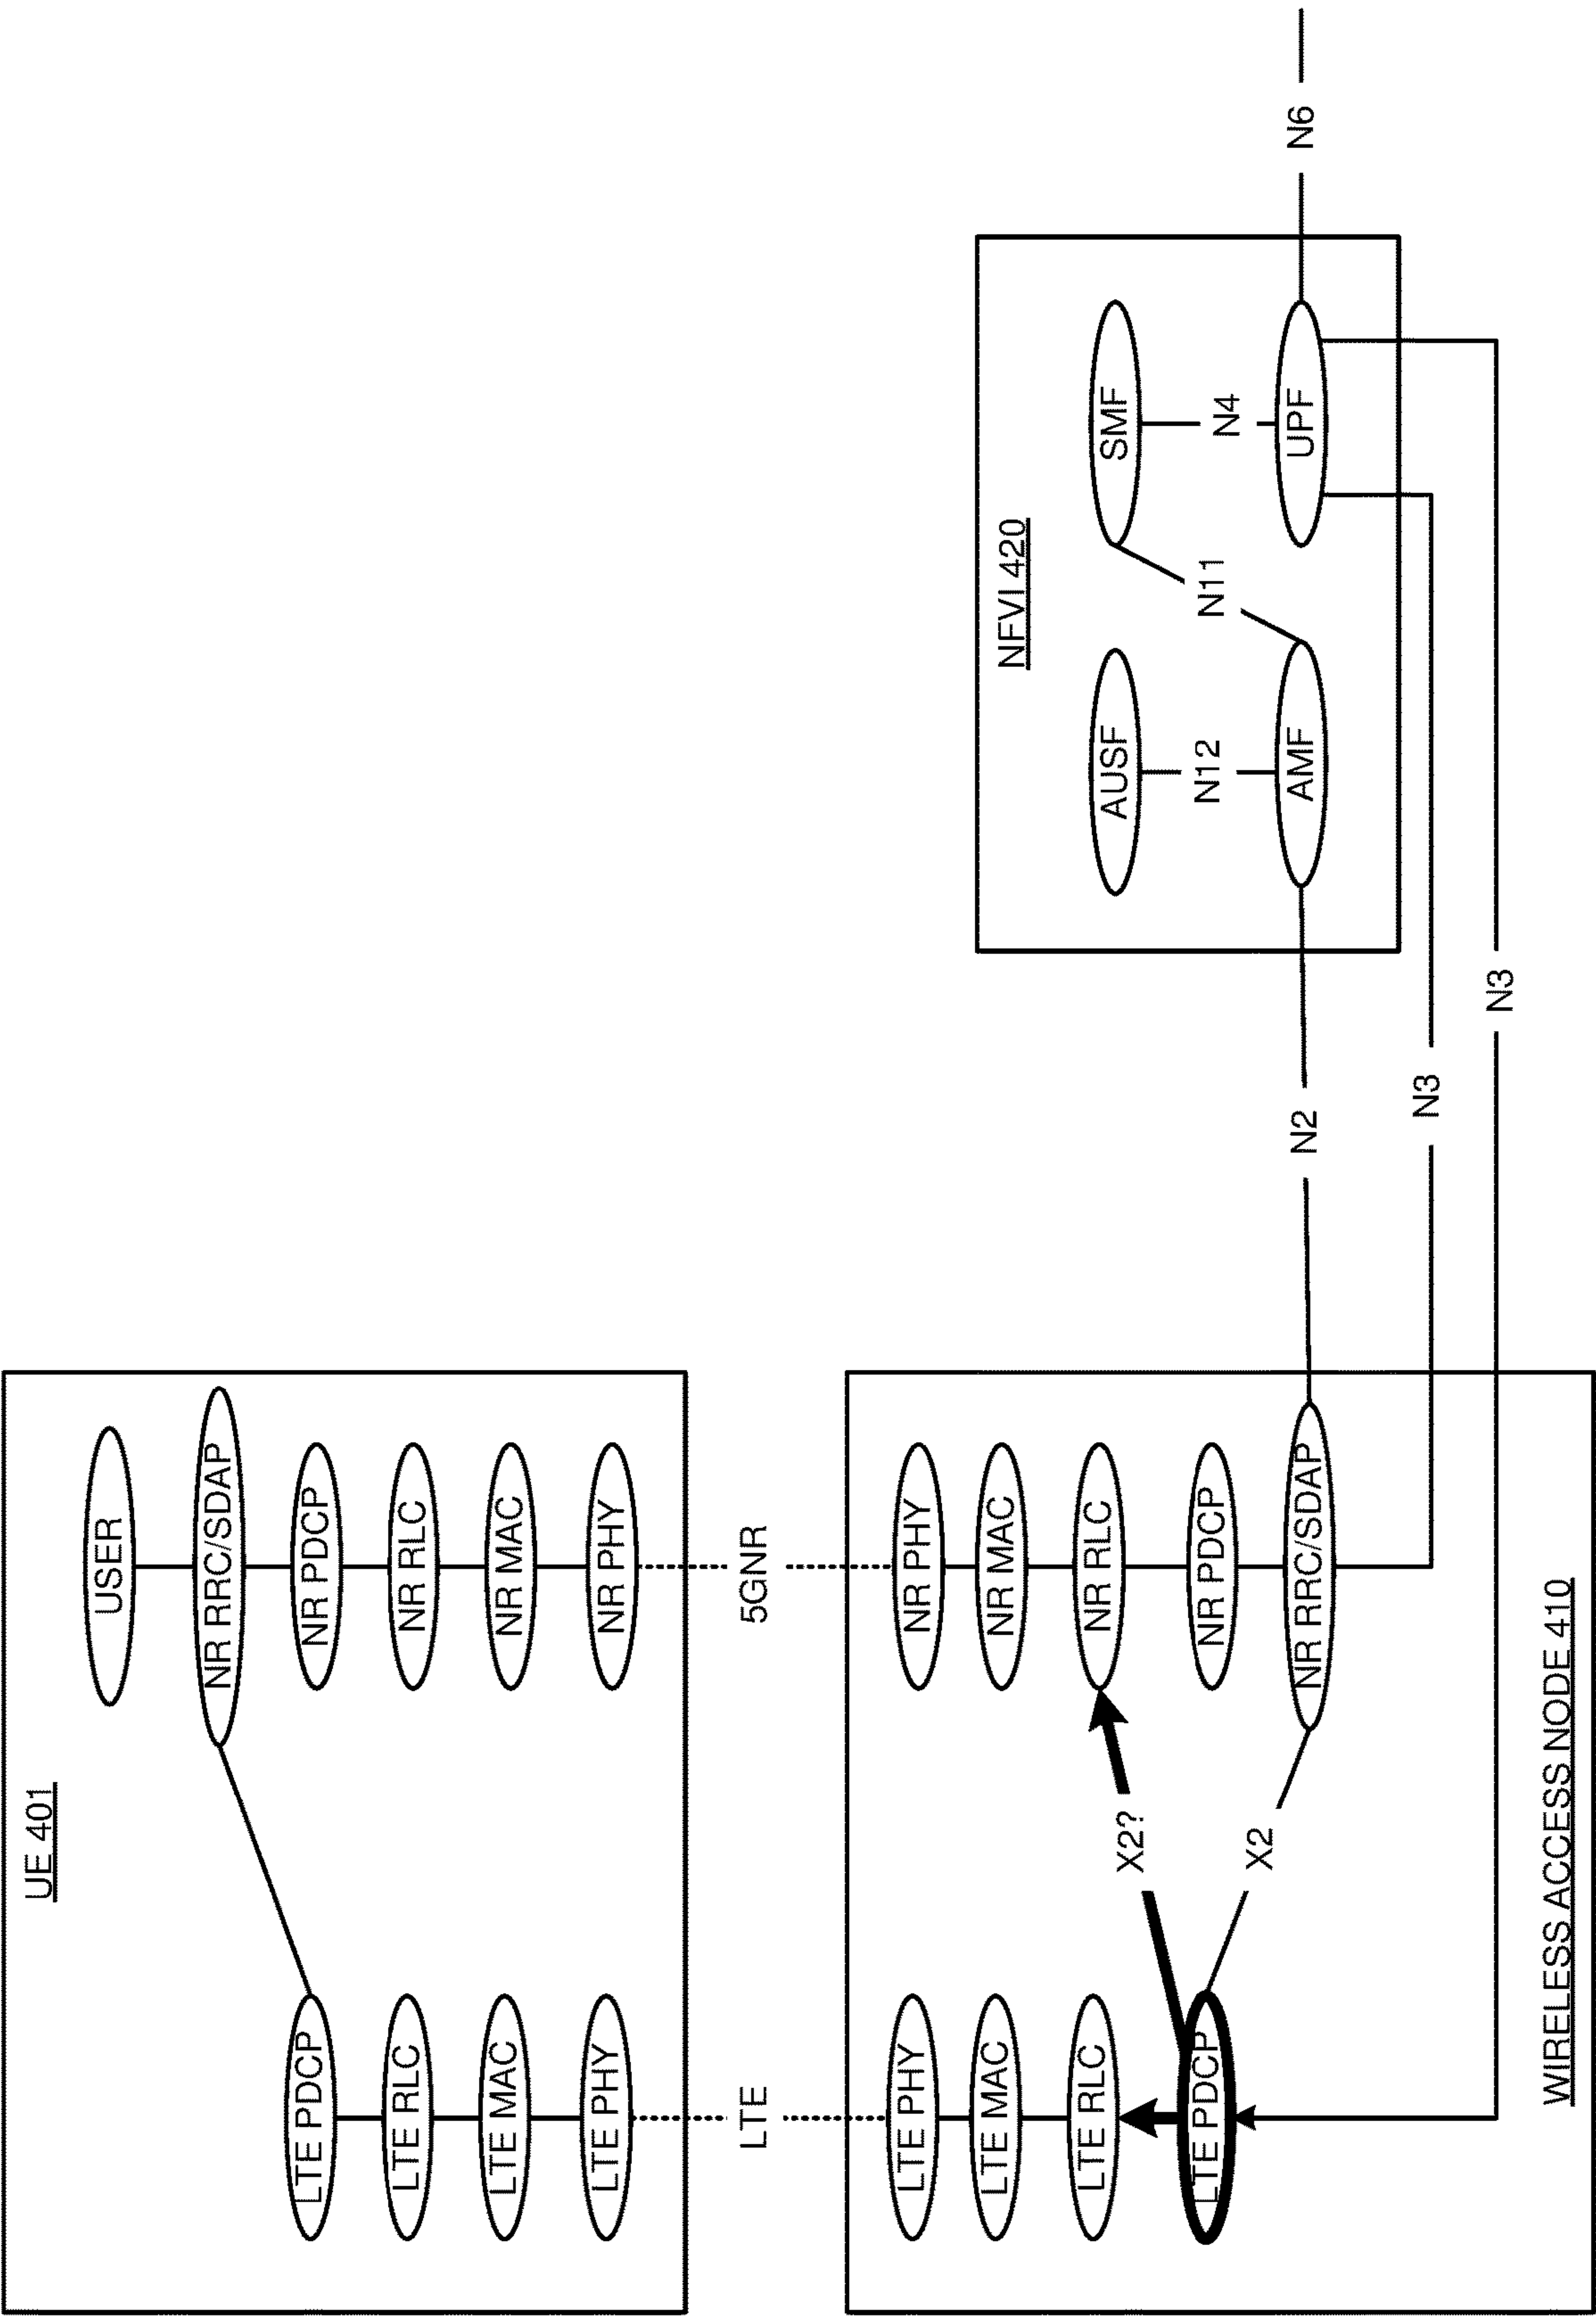 UE 401
USER
NR RRC/SDAP
LTE PDCP
NR PDCP
LTE RLC
NR RLC
LTE MAC
NR MAC
LTE PHY
NR PHY
LTE
5GNR
LTE PHY
NR PHY
LTE MAC
NR MAC
LTE RLC
NR RLC
X2?
LTE PDCP
NR PDCP
X2
NR RRC/SDAP
WIRELESS ACCESS NODE 410
N2
N3
N3
NFVI 420
AUSF
SMF
N12
N11
N4
AMF
UPF
N6